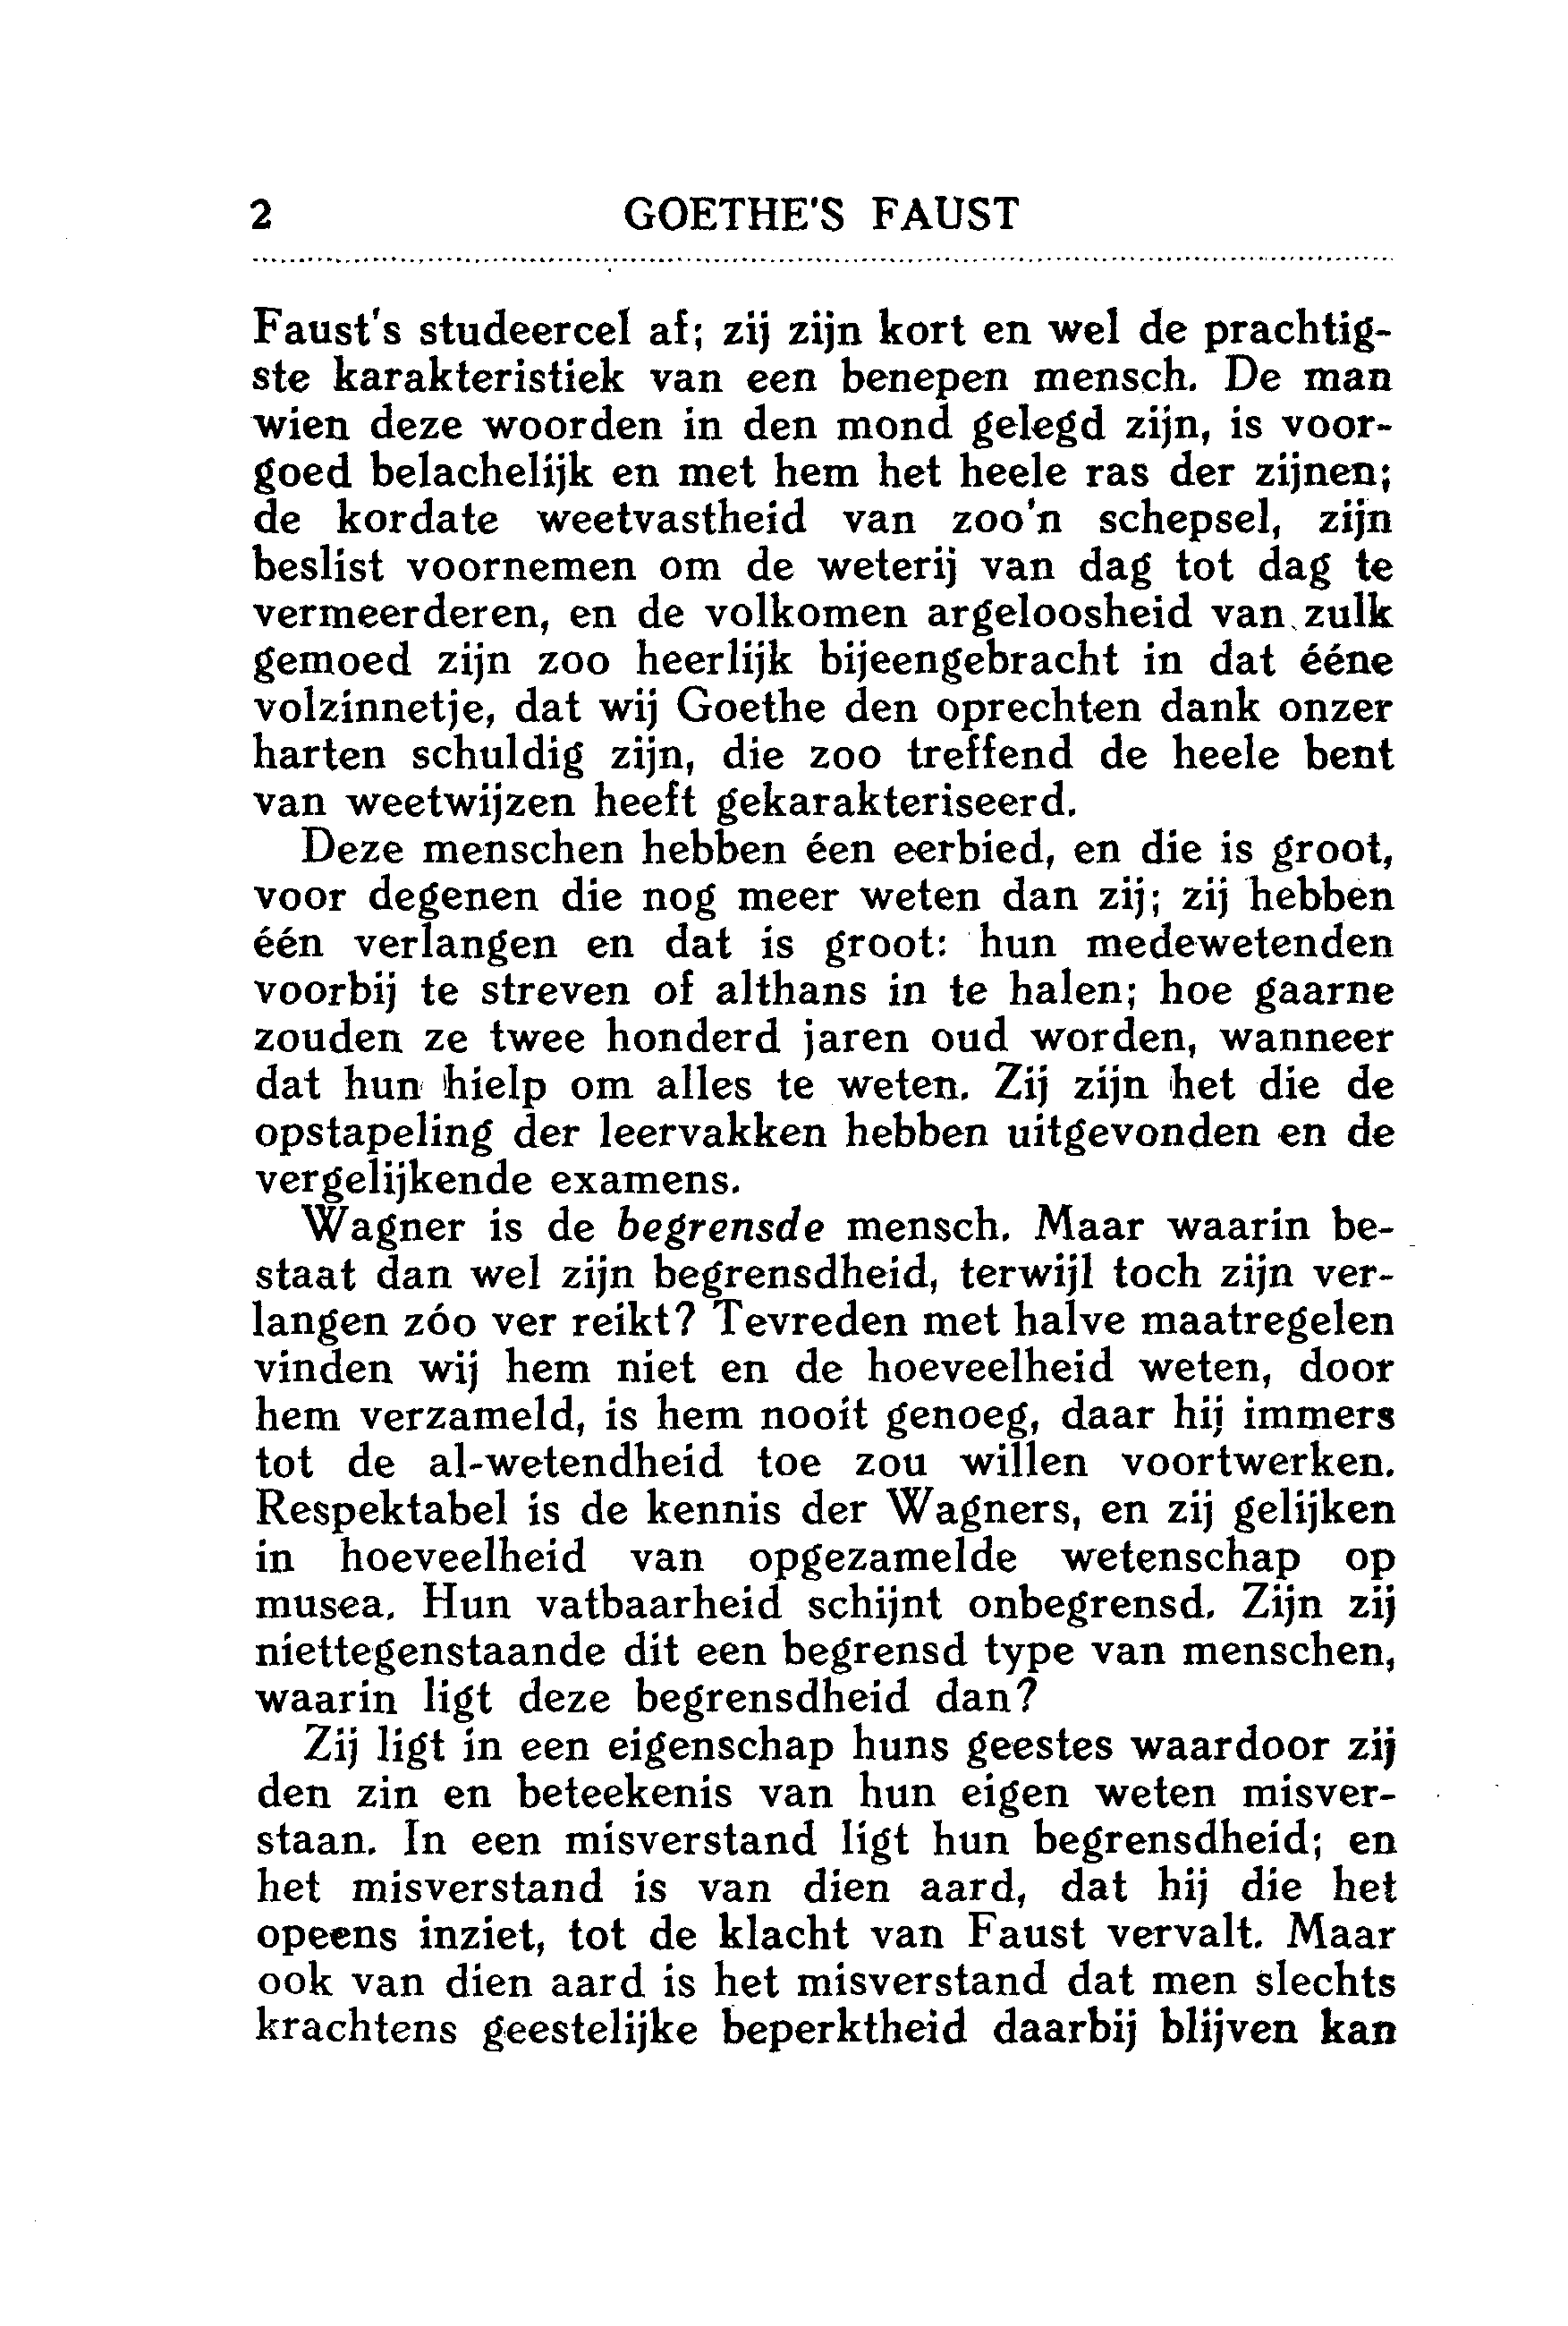 2 GOETHE'S FAUST
Faust's studeercel af; zij zijn kort en wel de prachtig-
ste karakteristiek van een benepen mensch. De man
wien deze woorden in den mond gelegd zijn, is voor-
goed belachelijk en met hem het heele ras der zijnen;
de kordate weetvastheid van zoo'n schepsel, zijn
beslist voornemen om de weterij van dag tot dag te
vermeerderen, en de volkomen argeloosheid van zulk
gemoed zijn zoo heerlijk bijeengebracht in dat ééne
volzinnetje, dat wij Goethe den oprechten dank onzer
harten schuldig zijn, die zoo treffend de heele bent
van weetwijzen heeft gekarakteriseerd.
Deze menschen hebben éen eerbied, en die is groot,
voor degenen die nog meer weten dan zij; zij hebben
één verlangen en dat is groot: hun medewetenden
voorbij te streven of althans in te halen; hoe gaarne
zouden ze twee honderd jaren oud worden, wanneer
dat hun hielp om alles te weten. Zij zijn het die de
opstapeling der leervakken hebben uitgevonden en de
vergelijkende examens.
Wagner is de begrensde mensch. Maar waarin be-
staat dan wel zijn begrensdheid, terwijl toch zijn ver-
langen zóo ver reikt? Tevreden met halve maatregelen
vinden wij hem niet en de hoeveelheid weten, door
hem verzameld, is hem nooit genoeg, daar hij immers
tot de al-wetendheid toe zou willen voortwerken.
Respektabel is de kennis der Wagners, en zij gelijken
in hoeveelheid van opgezamelde wetenschap op
musea. Hun vatbaarheid schijnt onbegrensd. Zijn zij
niettegenstaande dit een begrensd type van menschen,
waarin ligt deze begrensdheid dan?
Zij ligt in een eigenschap huns geestes waardoor zij
den zin en beteekenis van hun eigen weten misver-
staan. In een misverstand ligt hun begrensdheid; en
het misverstand is van dien aard, dat hij die het
opeens inziet, tot de klacht van Faust vervalt. Maar
ook van dien aard is het misverstand dat men slechts
krachtens geestelijke beperktheid daarbij blijven kan